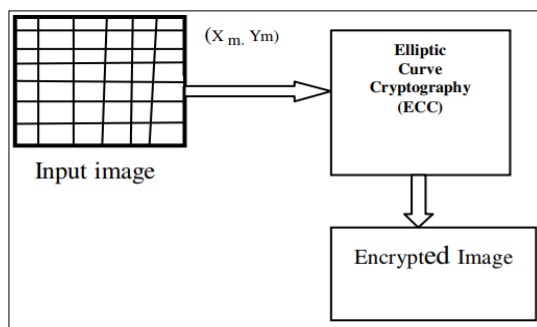 (X m, Ym)
Elliptic
Curve
Cryptography
(ECC)
Input image
Encrypted Image